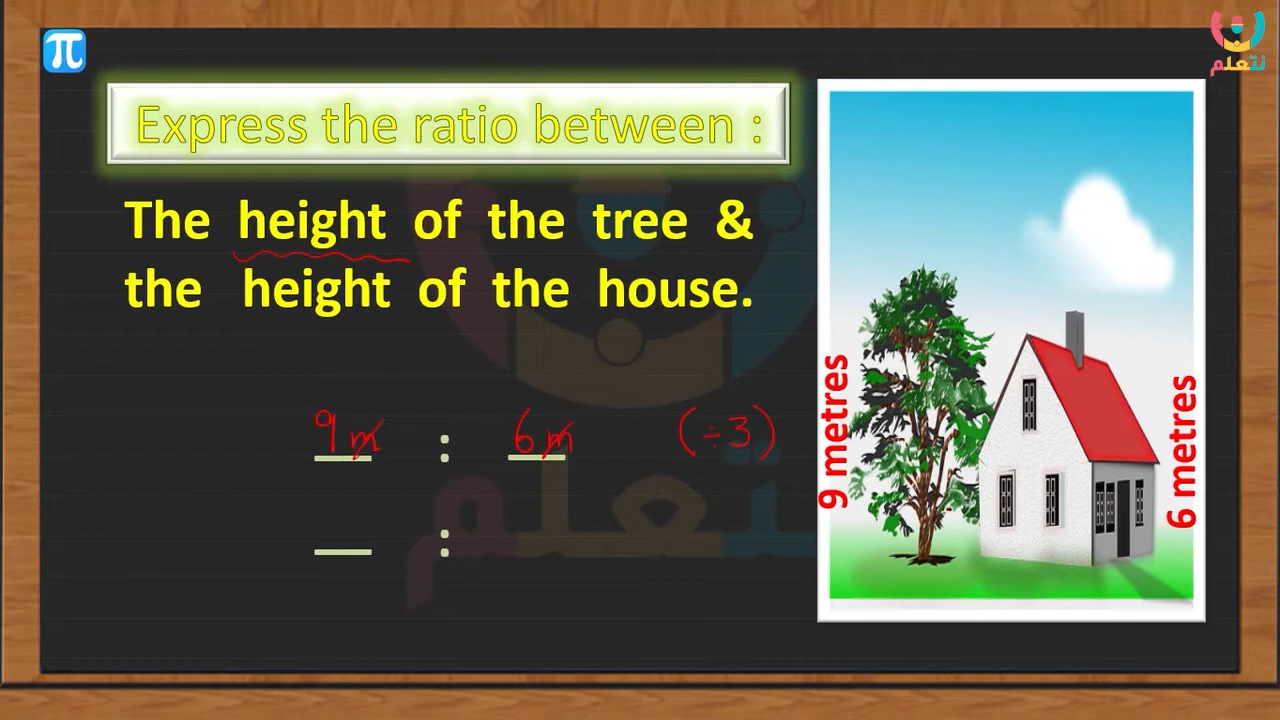 π
نتعلم
Express the ratio between :
The height of the tree &
the height of the house.
9m : 6m (÷3)
:
9 metres
6 metres